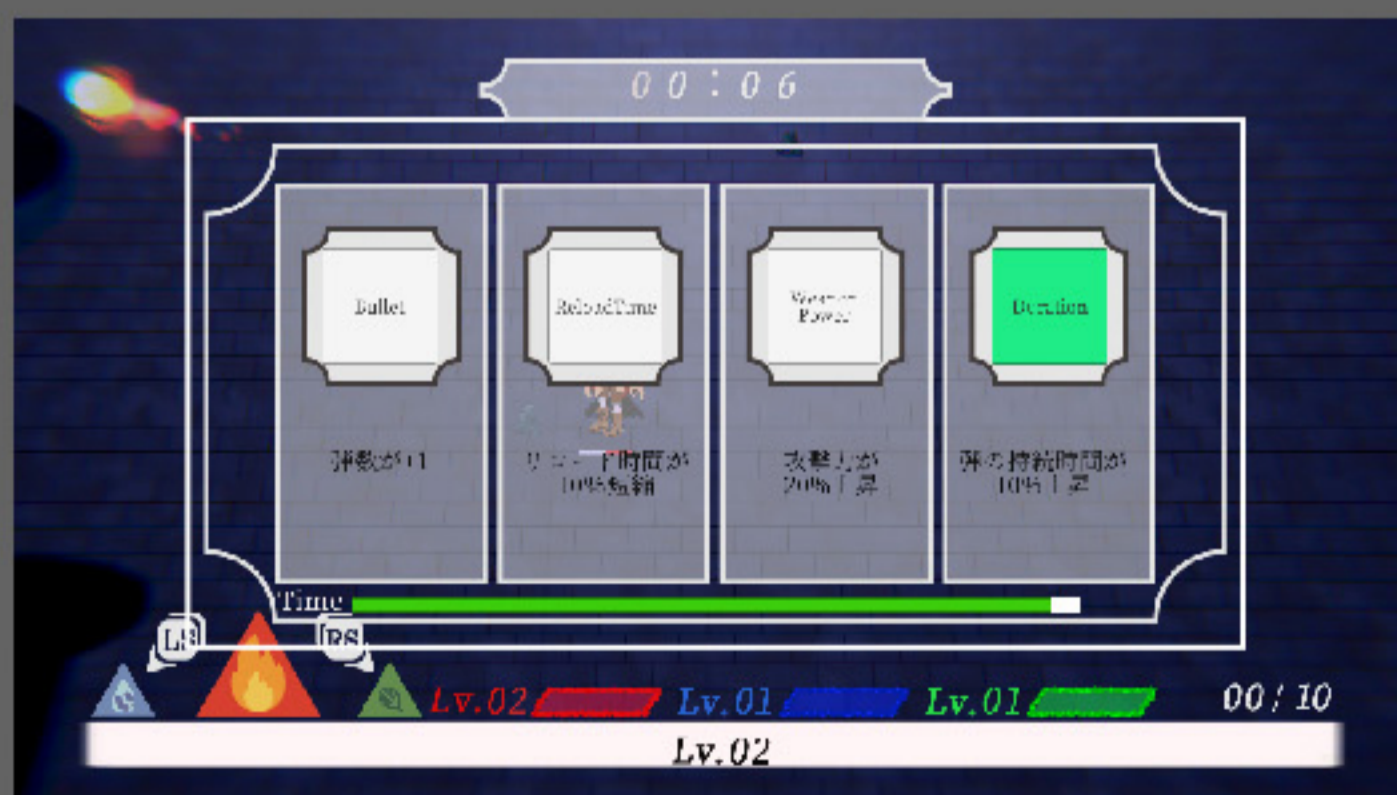 00:06
Bullet
ReloadTime
Weapon
Power
Duration
弾数が+1
リロード時間が
10%短縮
攻撃力が
20%上昇
弾の持続時間が
10%上昇
Time
LS
RS
Lv.02
Lv.01
Lv.01
00/10
Lv.02